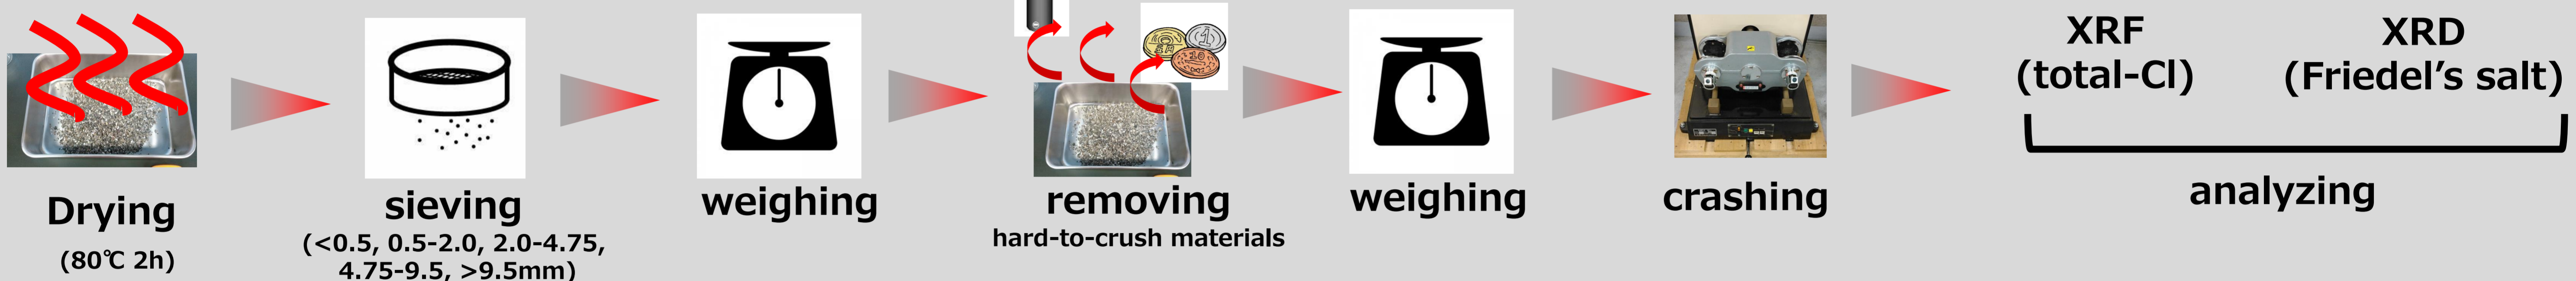 Drying
(80℃ 2h)
sieving
(<0.5, 0.5-2.0, 2.0-4.75,
4.75-9.5, >9.5mm)
weighing
removing
hard-to-crush materials
weighing
crashing
XRF
(total-Cl)
XRD
(Friedel’s salt)
analyzing